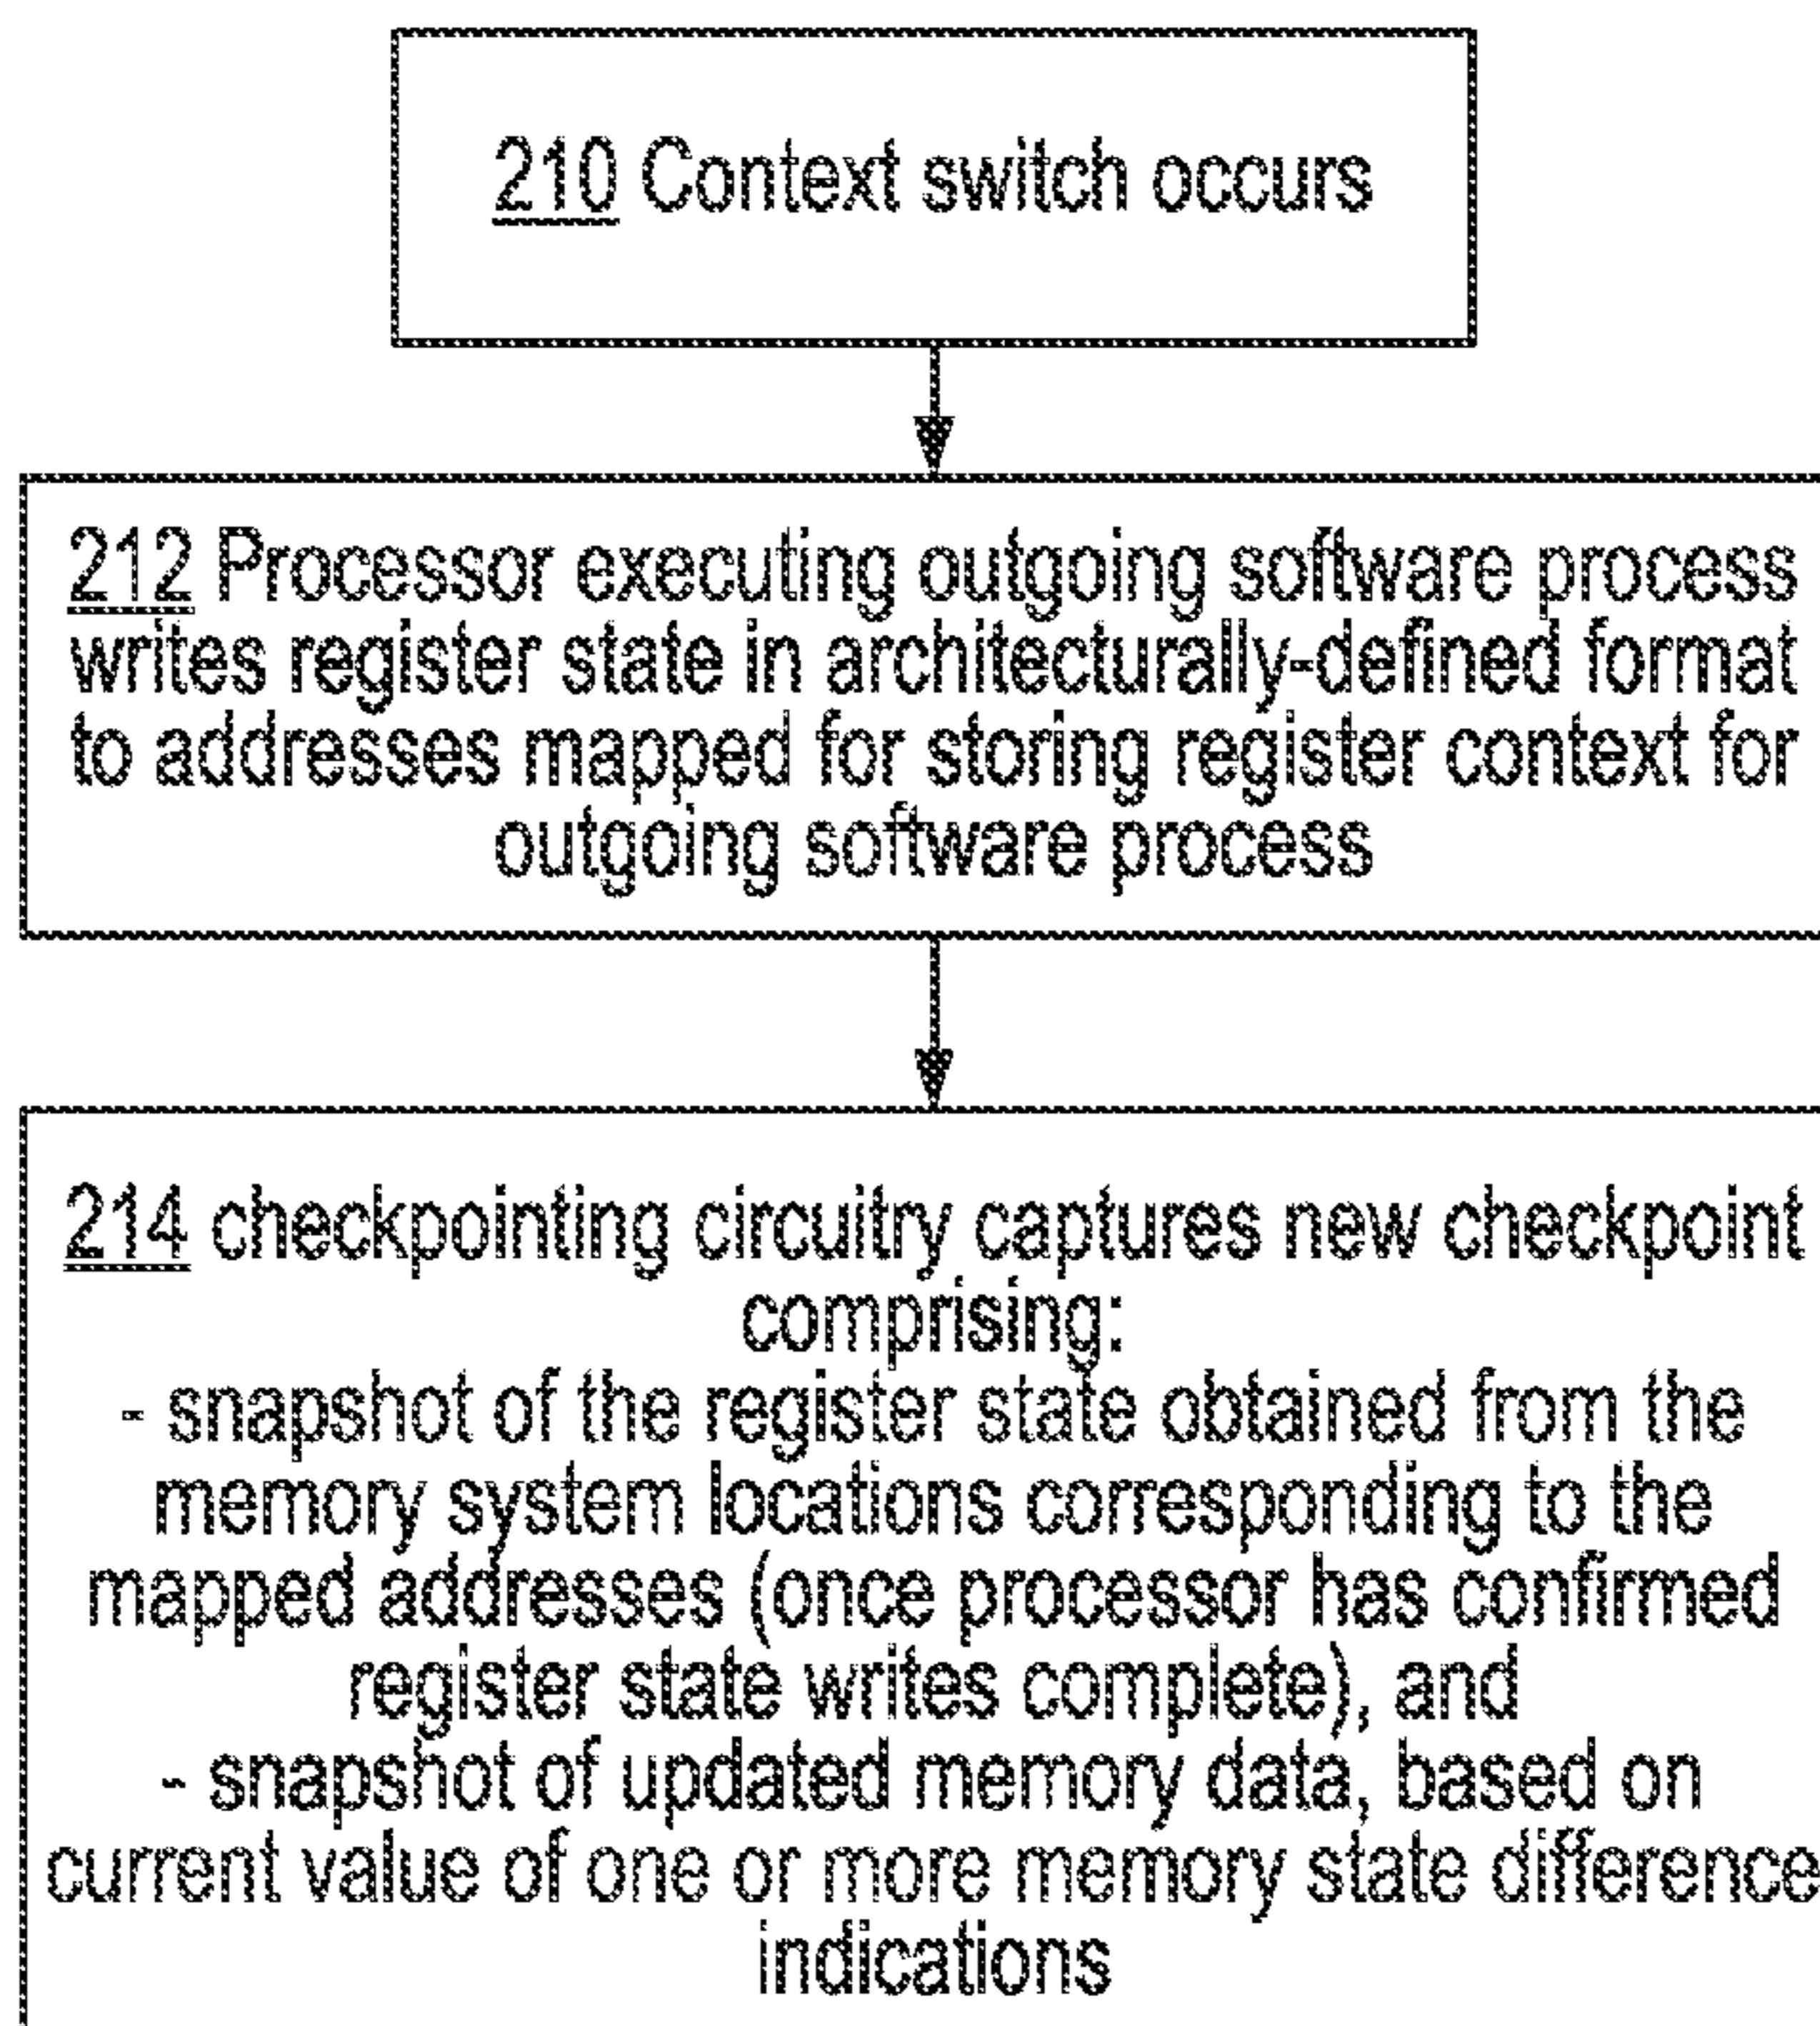 210 Context switch occurs
212 Processor executing outgoing software process
writes register state in architecturally-defined format
to addresses mapped for storing register context for
outgoing software process
214 checkpointing circuitry captures new checkpoint
comprising:
- snapshot of the register state obtained from the
memory system locations corresponding to the
mapped addresses (once processor has confirmed
register state writes complete), and
- snapshot of updated memory data, based on
current value of one or more memory state difference
indications